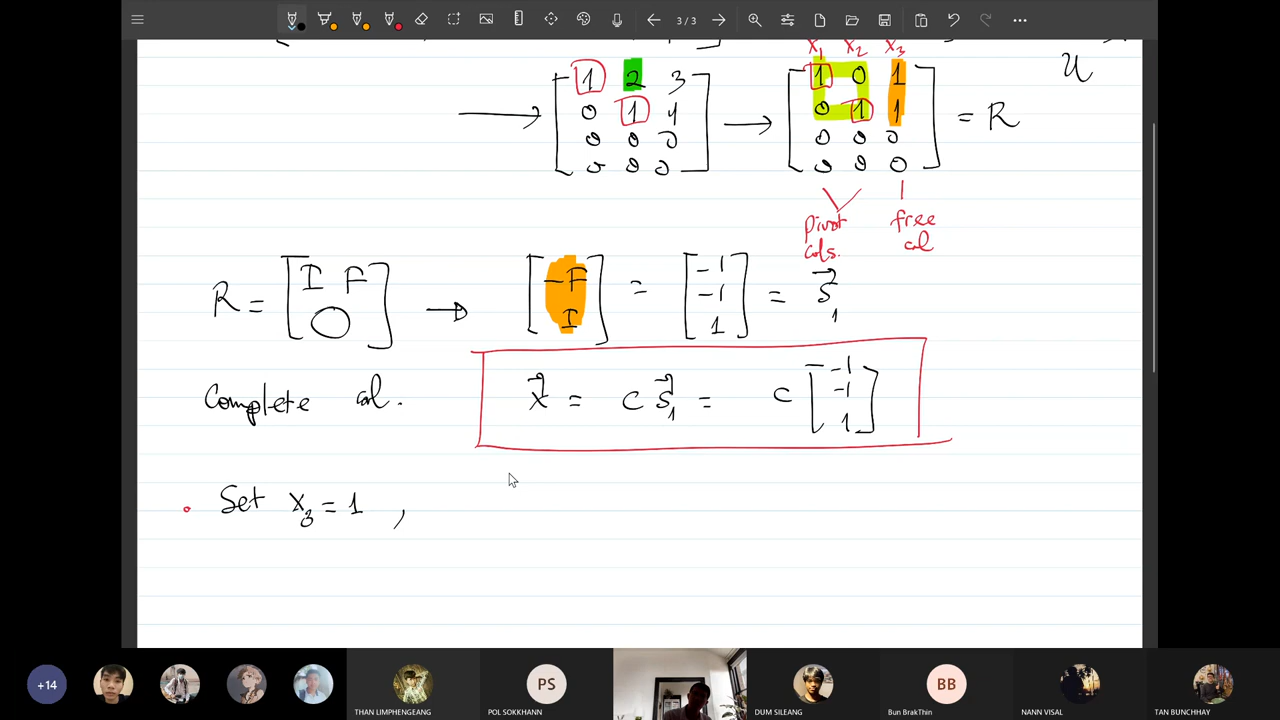 3 / 3
x1 x2 x3
[1 2 3] [1 0 1] U
[0 1 1] → [0 1 1] = R
[0 0 0] [0 0 0]
[0 0 0] [0 0 0]
pivot cols. free col
R = [I F / O] → [-F / I] = [-1 / -1 / 1] = s⃗1
Complete col. x⃗ = c s⃗1 = c [-1 / -1 / 1]
• Set x3 = 1 ,
+14
THAN LIMPHENGEANG
PS
POL SOKKHANN
DUM SILEANG
BB
Bun BrakThin
NANN VISAL
TAN BUNCHHAY